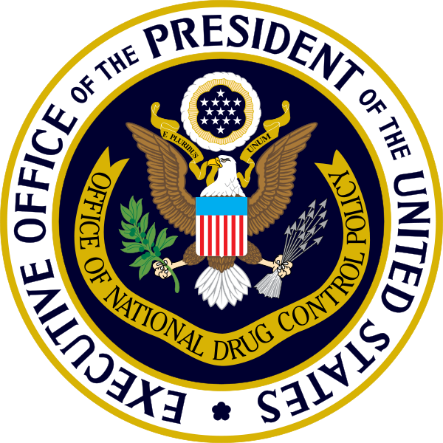 EXECUTIVE OFFICE OF THE PRESIDENT OF THE UNITED STATES
E PLURIBUS UNUM
OFFICE OF NATIONAL DRUG CONTROL POLICY